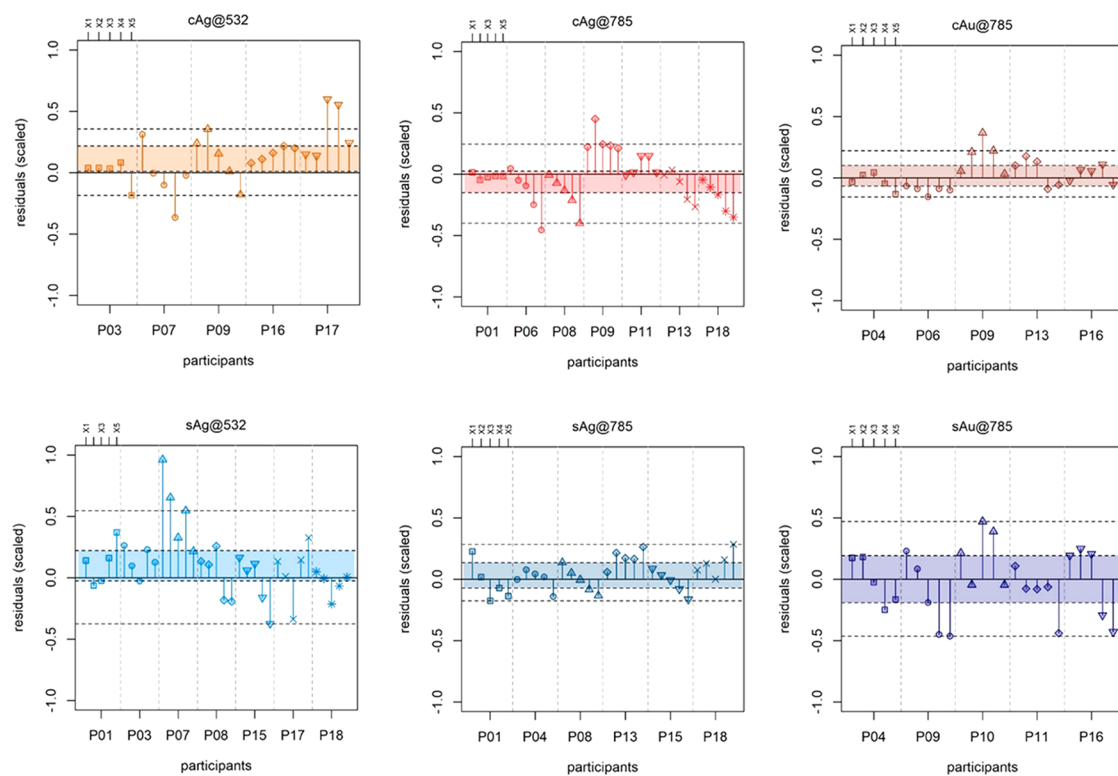 cAg@532
X1 X2 X3 X4 X5
residuals (scaled)
1.0
0.5
0.0
-0.5
-1.0
P03 P07 P09 P16 P17
participants
cAg@785
X1 X3 X5
residuals (scaled)
1.0
0.5
0.0
-0.5
-1.0
P01 P06 P08 P09 P11 P13 P18
participants
cAu@785
X1 X2 X3 X4 X5
residuals (scaled)
1.0
0.5
0.0
-0.5
-1.0
P04 P06 P09 P13 P16
participants
sAg@532
X1 X3 X5
residuals (scaled)
1.0
0.5
0.0
-0.5
-1.0
P01 P03 P07 P08 P15 P17 P18
participants
sAg@785
X1 X2 X3 X4 X5
residuals (scaled)
1.0
0.5
0.0
-0.5
-1.0
P01 P04 P08 P13 P15 P18
participants
sAu@785
X1 X2 X3 X4 X5
residuals (scaled)
1.0
0.5
0.0
-0.5
-1.0
P04 P09 P10 P11 P16
participants